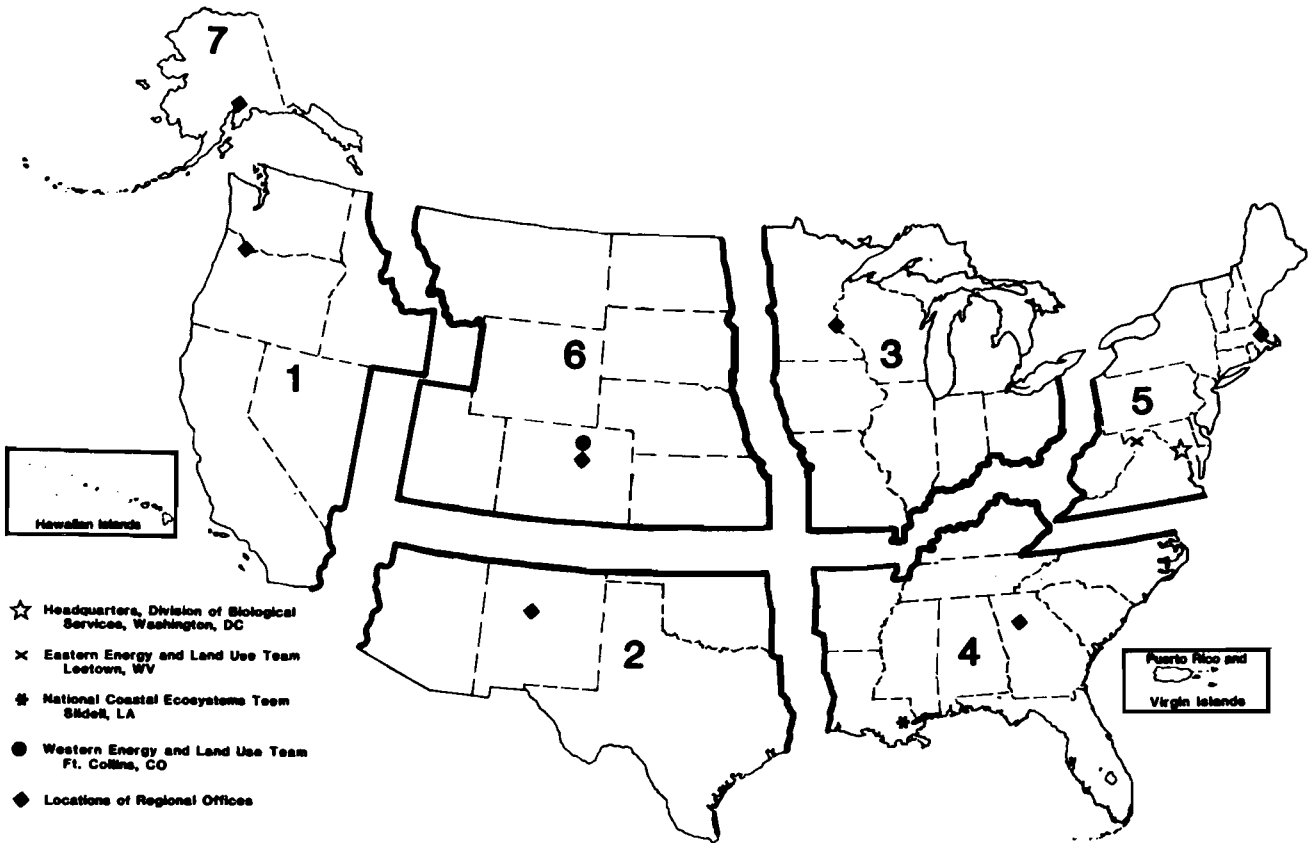 7
6
3
1
5
Hawaiian Islands
☆ Headquarters, Division of Biological
Services, Washington, DC
× Eastern Energy and Land Use Team
Leetown, WV
2
4
Puerto Rico and
Virgin Islands
* National Coastal Ecosystems Team
Slidell, LA
● Western Energy and Land Use Team
Ft. Collins, CO
◆ Locations of Regional Offices